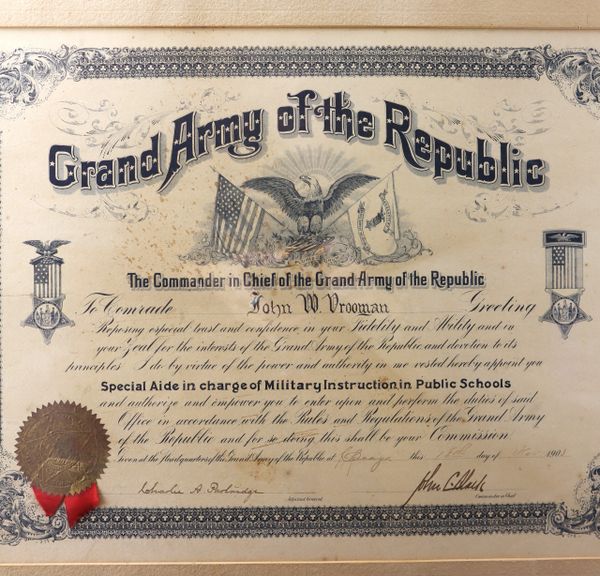 Grand Army of the Republic
The Commander in Chief of the Grand Army of the Republic
To Comrade John W. Vrooman Greeting
Reposing especial trust and confidence in your Fidelity and Ability and in
your Zeal for the interests of the Grand Army of the Republic and devotion to its
principles I do by virtue of the power and authority in me vested hereby appoint you
Special Aide in charge of Military Instruction in Public Schools
and authorize and empower you to enter upon and perform the duties of said
Office in accordance with the Rules and Regulations of the Grand Army
of the Republic and for so doing this shall be your Commission.
Given at the Headquarters of the Grand Army of the Republic at this day of 190
Charles A. Partridge
Adjutant General
John C. Black
Commander in Chief